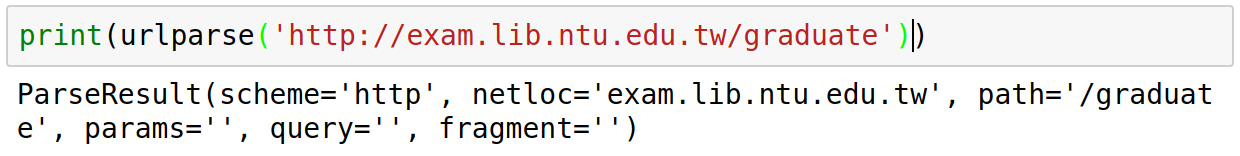 print(urlparse('http://exam.lib.ntu.edu.tw/graduate'))
ParseResult(scheme='http', netloc='exam.lib.ntu.edu.tw', path='/graduat
e', params='', query='', fragment='')